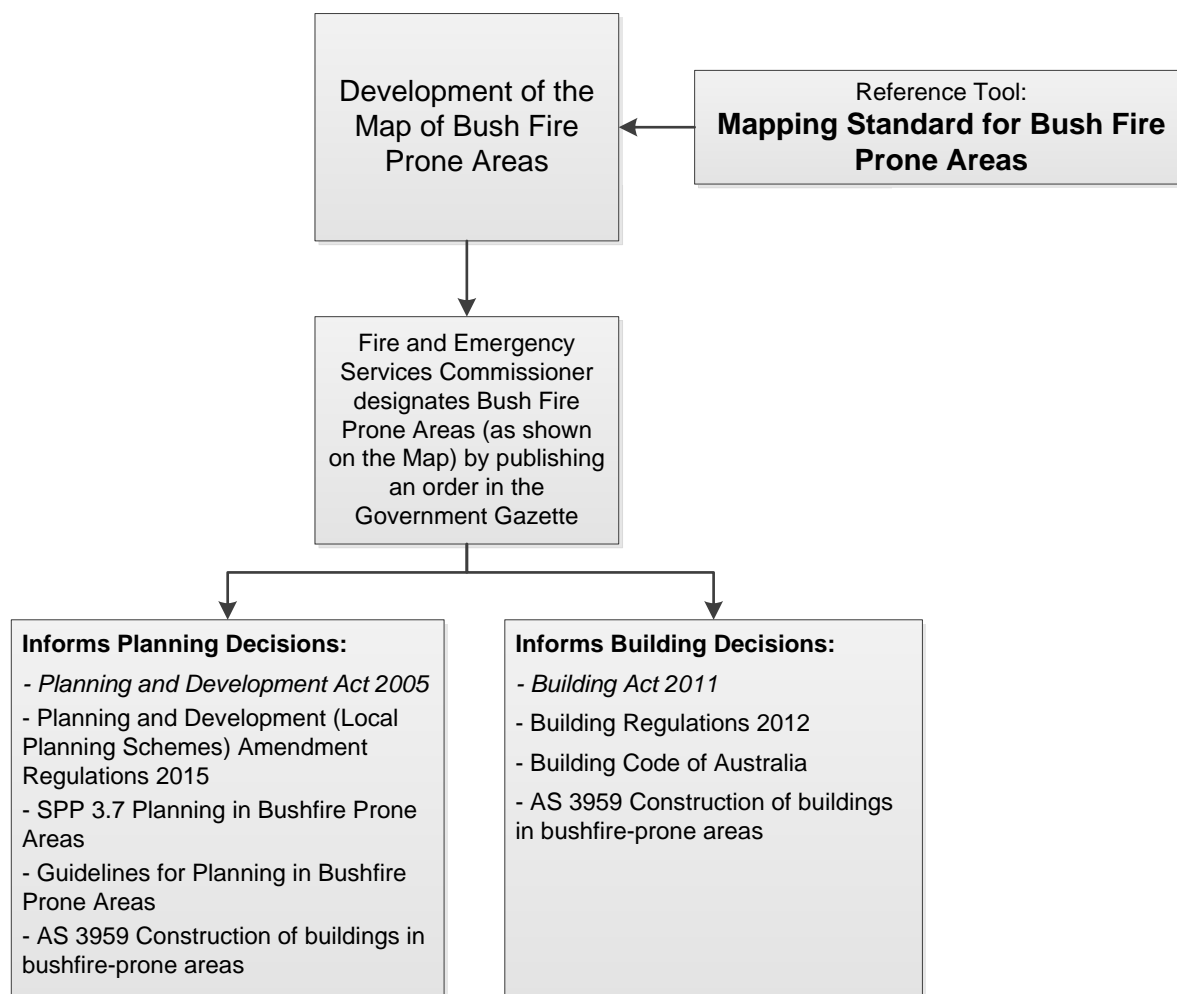 Development of the
Map of Bush Fire
Prone Areas
Reference Tool:
Mapping Standard for Bush Fire
Prone Areas
Fire and Emergency
Services Commissioner
designates Bush Fire
Prone Areas (as shown
on the Map) by publishing
an order in the
Government Gazette
Informs Planning Decisions:
- Planning and Development Act 2005
- Planning and Development (Local
Planning Schemes) Amendment
Regulations 2015
- SPP 3.7 Planning in Bushfire Prone
Areas
- Guidelines for Planning in Bushfire
Prone Areas
- AS 3959 Construction of buildings in
bushfire-prone areas
Informs Building Decisions:
- Building Act 2011
- Building Regulations 2012
- Building Code of Australia
- AS 3959 Construction of buildings
in bushfire-prone areas